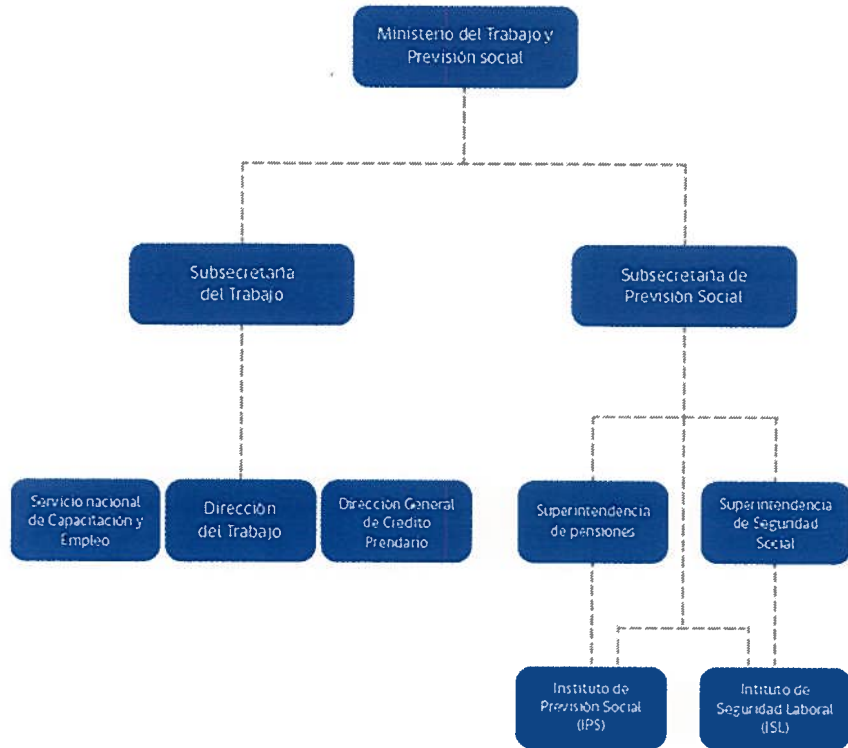 Ministerio del Trabajo y
Previsión social
Subsecretaría
del Trabajo
Subsecretaría de
Previsión Social
Servicio nacional
de Capacitación y
Empleo
Dirección
del Trabajo
Dirección General
de Crédito
Prendario
Superintendencia
de pensiones
Superintendencia
de Seguridad
Social
Instituto de
Previsión Social
(IPS)
Intituto de
Seguridad Laboral
(ISL)